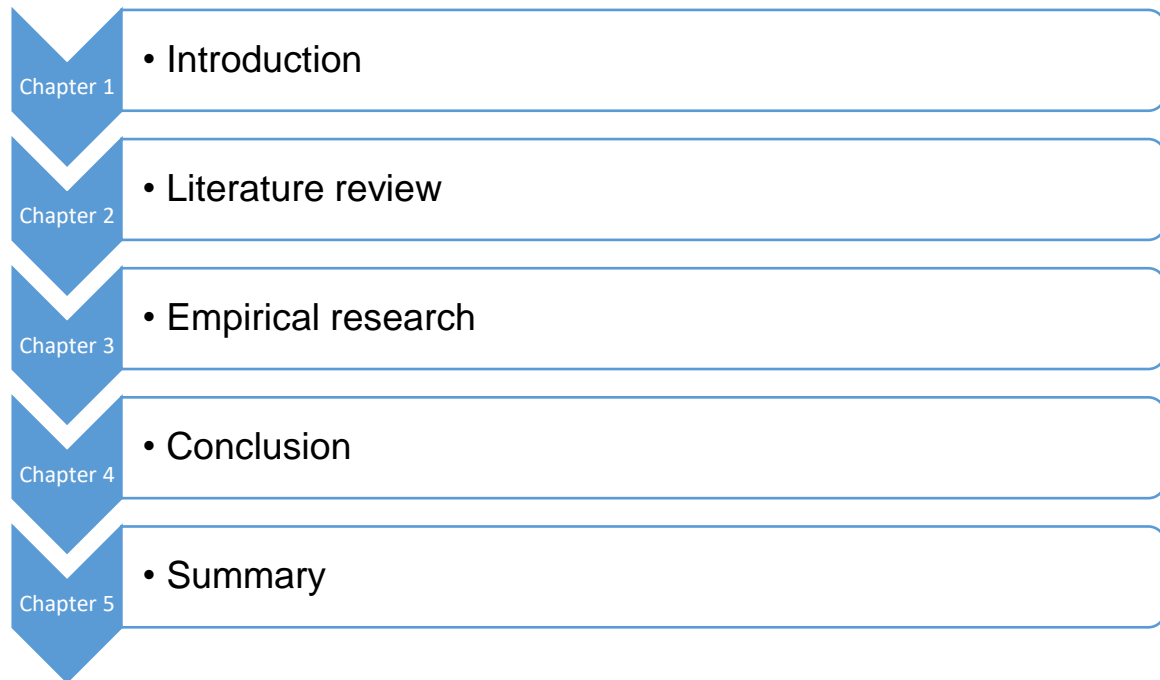 Chapter 1
• Introduction
Chapter 2
• Literature review
Chapter 3
• Empirical research
Chapter 4
• Conclusion
Chapter 5
• Summary